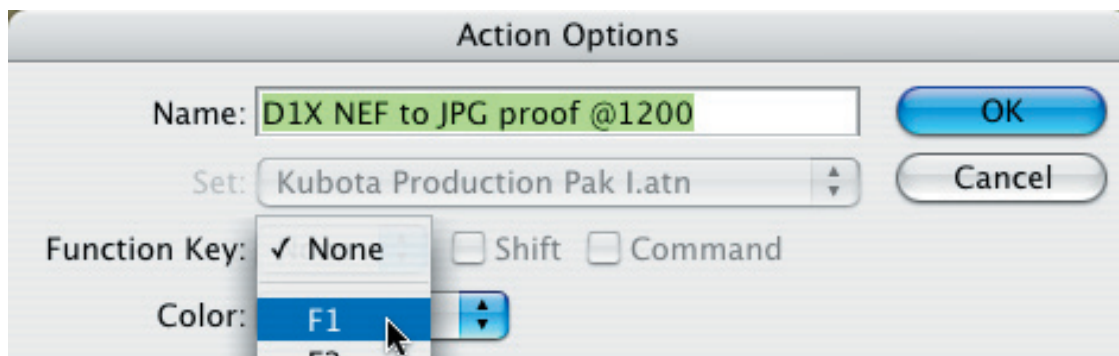 Action Options
Name: D1X NEF to JPG proof @1200 OK
Set: Kubota Production Pak I.atn Cancel
Function Key: ✓ None Shift Command
Color: F1